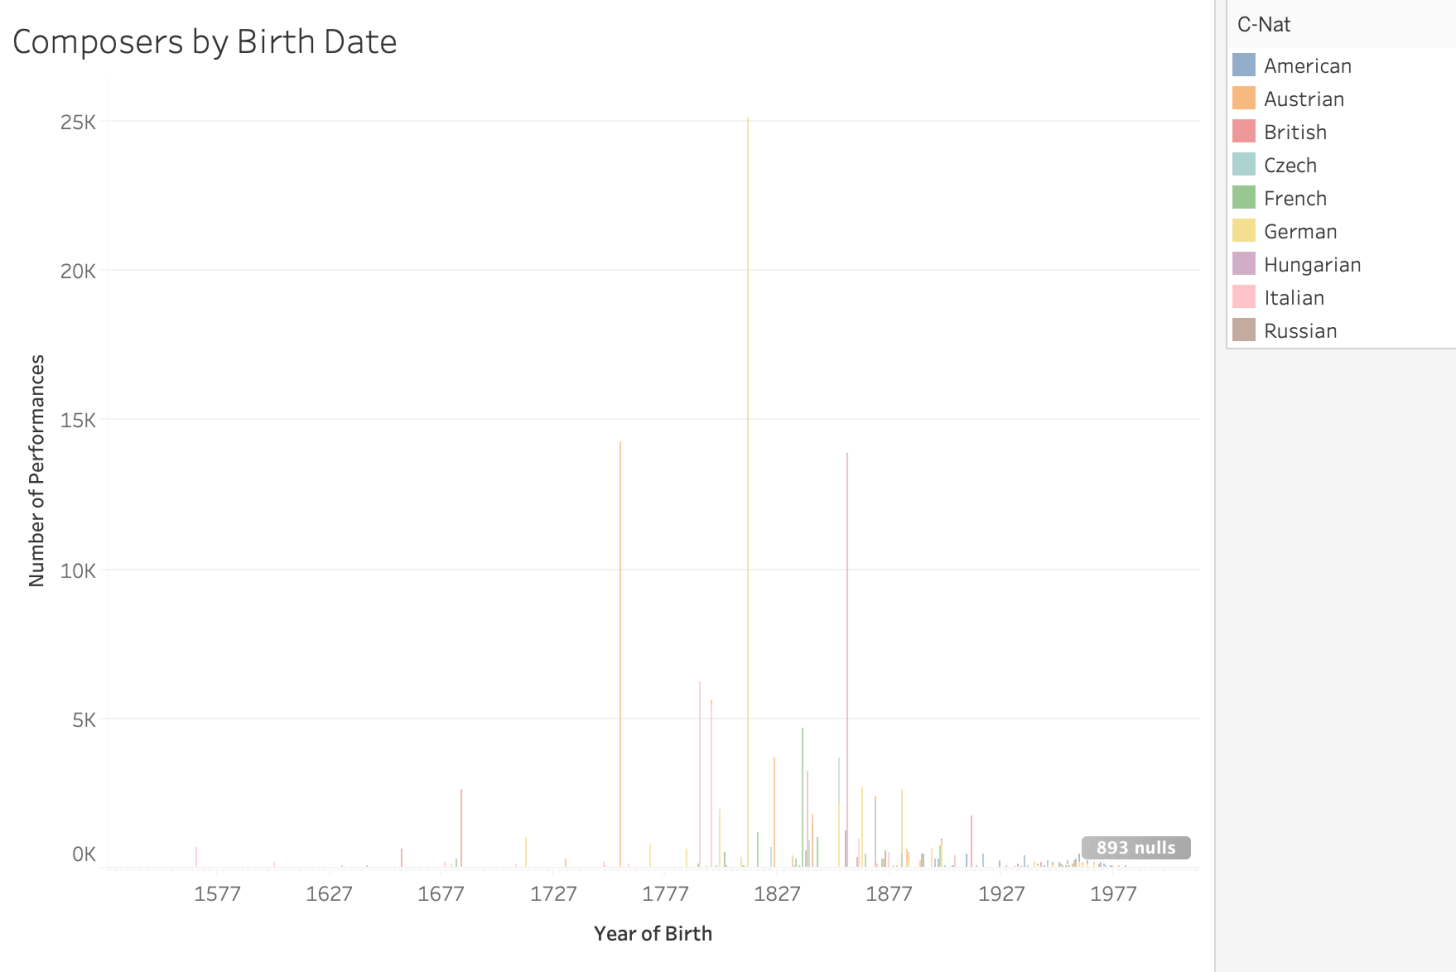 Composers by Birth Date
25K
20K
15K
10K
5K
0K
Number of Performances
893 nulls
1577 1627 1677 1727 1777 1827 1877 1927 1977
Year of Birth
C-Nat
American
Austrian
British
Czech
French
German
Hungarian
Italian
Russian